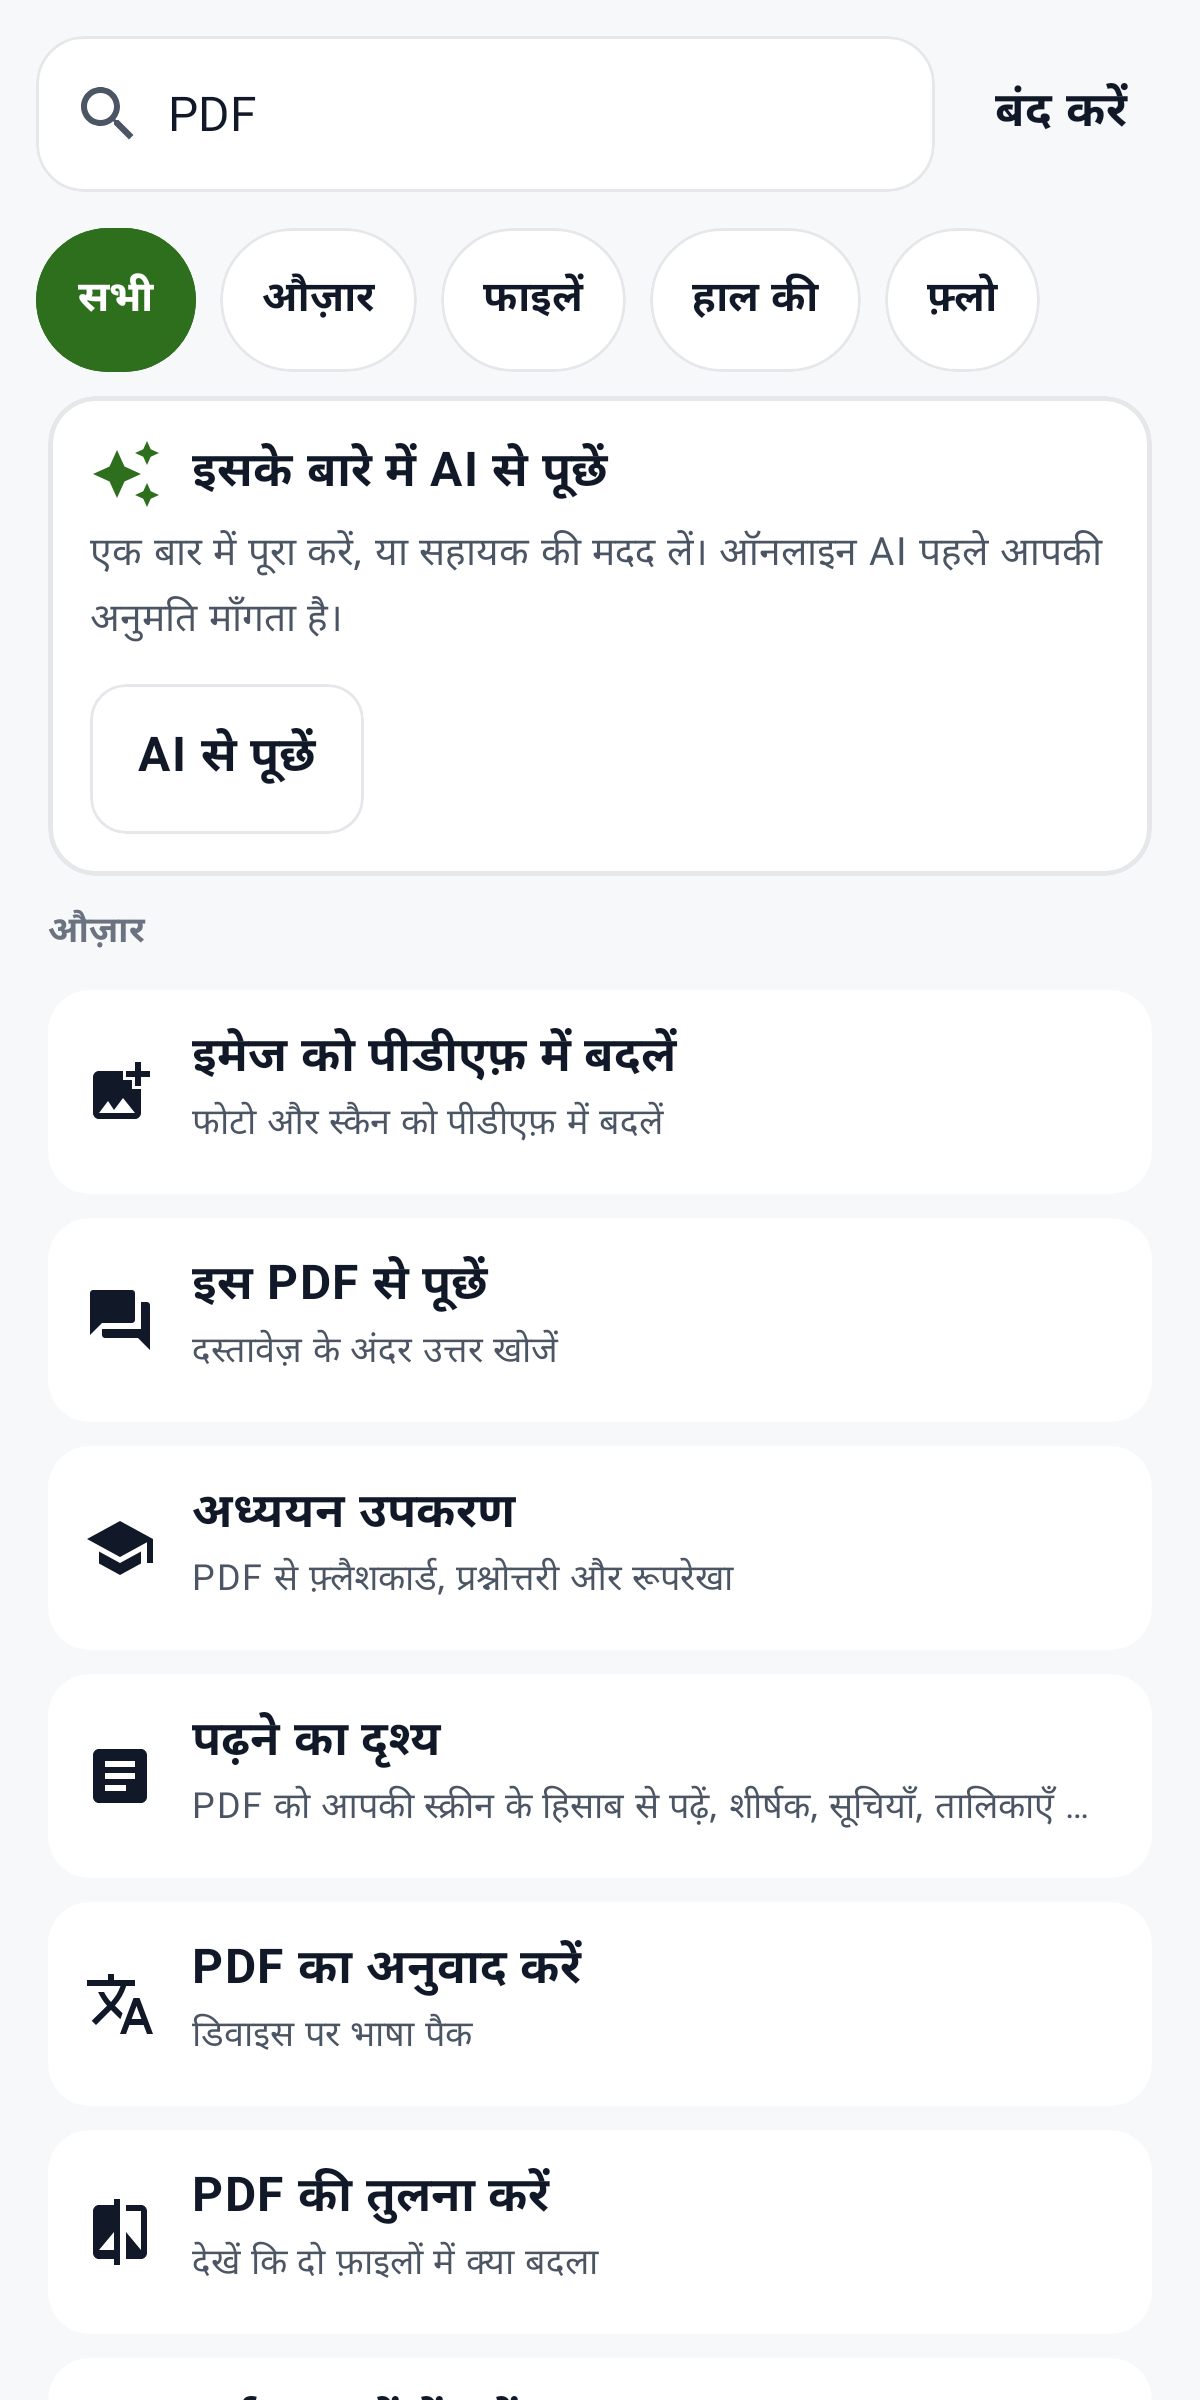 PDF
बंद करें
सभी
औज़ार
फाइलें
हाल की
फ़्लो
इसके बारे में AI से पूछें
एक बार में पूरा करें, या सहायक की मदद लें। ऑनलाइन AI पहले आपकी
अनुमति माँगता है।
AI से पूछें
औज़ार
इमेज को पीडीएफ़ में बदलें
फोटो और स्कैन को पीडीएफ़ में बदलें
इस PDF से पूछें
दस्तावेज़ के अंदर उत्तर खोजें
अध्ययन उपकरण
PDF से फ़्लैशकार्ड, प्रश्नोत्तरी और रूपरेखा
पढ़ने का दृश्य
PDF को आपकी स्क्रीन के हिसाब से पढ़ें, शीर्षक, सूचियाँ, तालिकाएँ ...
PDF का अनुवाद करें
डिवाइस पर भाषा पैक
PDF की तुलना करें
देखें कि दो फ़ाइलों में क्या बदला